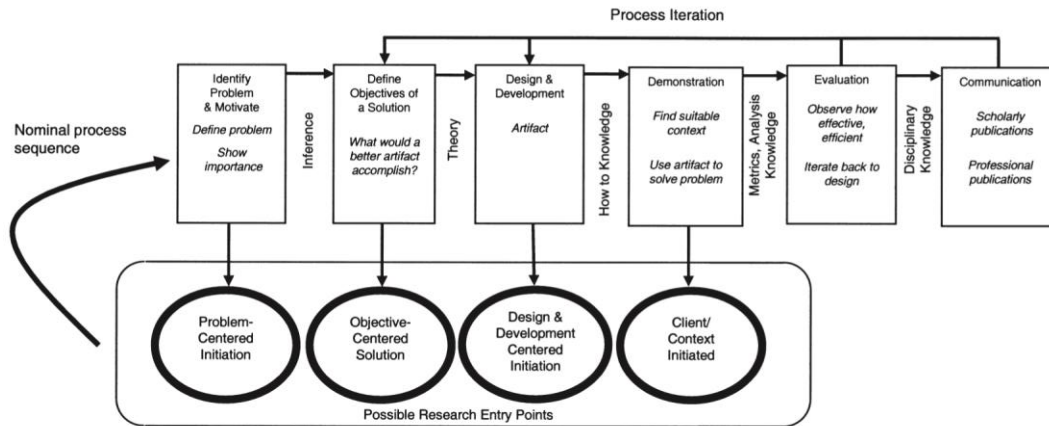 Process Iteration
Nominal process
sequence
Identify
Problem
& Motivate
Define problem
Show
importance
Inference
Define
Objectives of
a Solution
What would a
better artifact
accomplish?
Theory
Design &
Development
Artifact
How to Knowledge
Demonstration
Find suitable
context
Use artifact to
solve problem
Metrics, Analysis
Knowledge
Evaluation
Observe how
effective,
efficient
Iterate back to
design
Disciplinary
Knowledge
Communication
Scholarly
publications
Professional
publications
Problem-
Centered
Initiation
Objective-
Centered
Solution
Design &
Development
Centered
Initiation
Client/
Context
Initiated
Possible Research Entry Points